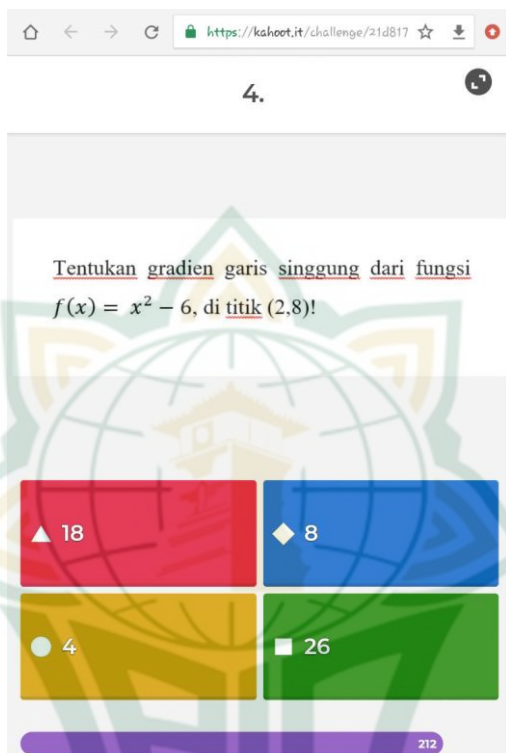 https://kahoot.it/challenge/21d817
4.
Tentukan gradien garis singgung dari fungsi
f(x) = x² − 6, di titik (2,8)!
18
8
4
26
212